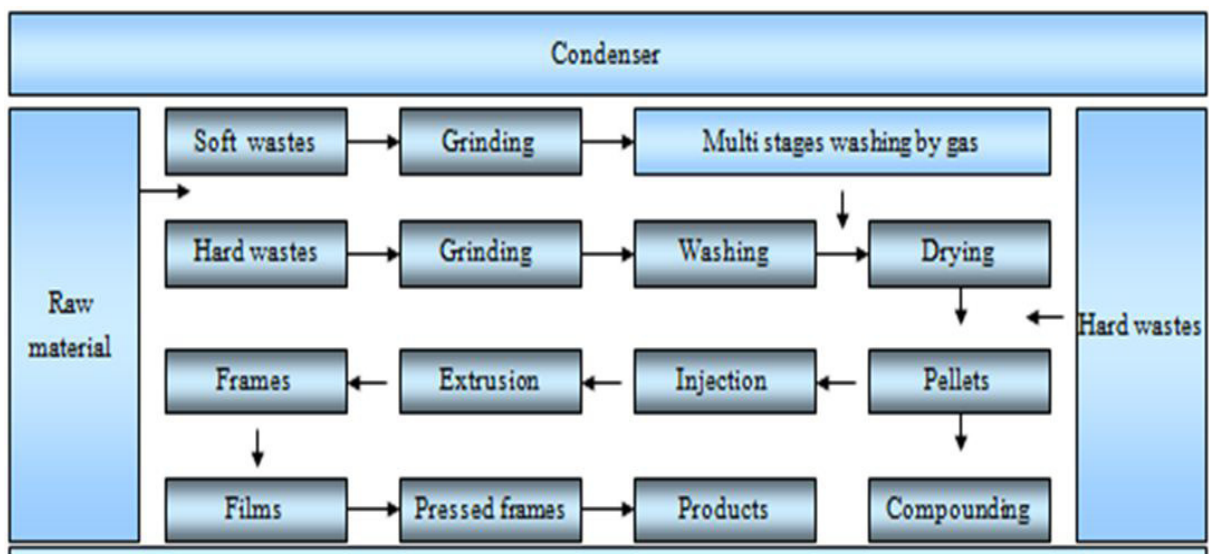 Condenser
Soft wastes
Grinding
Multi stages washing by gas
Hard wastes
Grinding
Washing
Drying
Raw
material
Hard wastes
Frames
Extrusion
Injection
Pellets
Films
Pressed frames
Products
Compounding